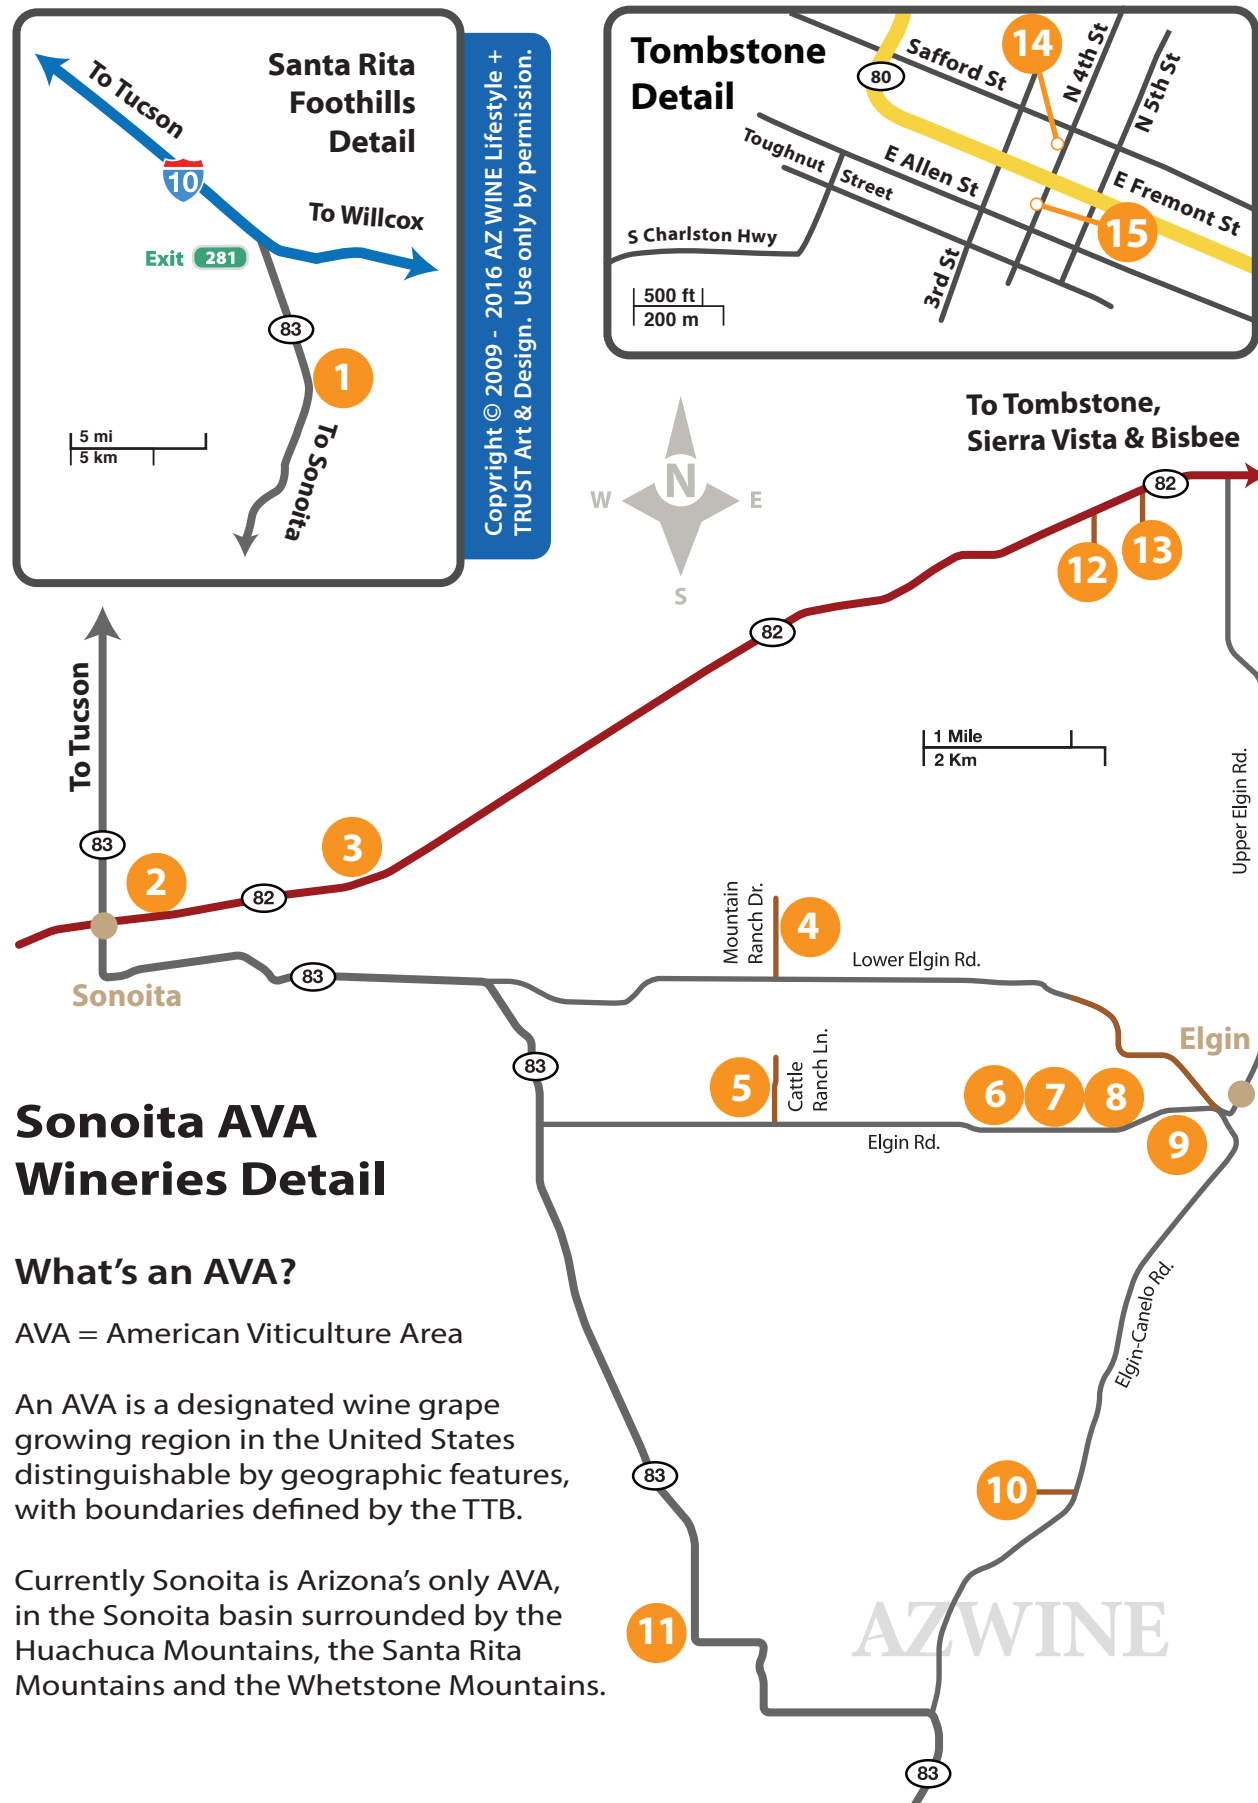 Santa Rita
Foothills
Detail
To Tucson
10
To Willcox
Exit 281
83
1
5 mi
5 km
To Sonoita
Copyright © 2009 - 2016 AZ WINE Lifestyle +
TRUST Art & Design. Use only by permission.
Tombstone
Detail
80
Safford St
14
N 4th St
N 5th St
Toughnut Street
E Allen St
E Fremont St
15
S Charlston Hwy
3rd St
500 ft
200 m
To Tombstone,
Sierra Vista & Bisbee
N
W
E
S
82
12
13
82
1 Mile
2 Km
Upper Elgin Rd.
To Tucson
83
2
82
3
Sonoita
83
Mountain
Ranch Dr.
4
Lower Elgin Rd.
Elgin
83
5
Cattle
Ranch Ln.
6
7
8
9
Elgin Rd.
Elgin-Canelo Rd.
83
10
11
83
Sonoita AVA
Wineries Detail
What's an AVA?
AVA = American Viticulture Area
An AVA is a designated wine grape
growing region in the United States
distinguishable by geographic features,
with boundaries defined by the TTB.
Currently Sonoita is Arizona's only AVA,
in the Sonoita basin surrounded by the
Huachuca Mountains, the Santa Rita
Mountains and the Whetstone Mountains.
AZWINE